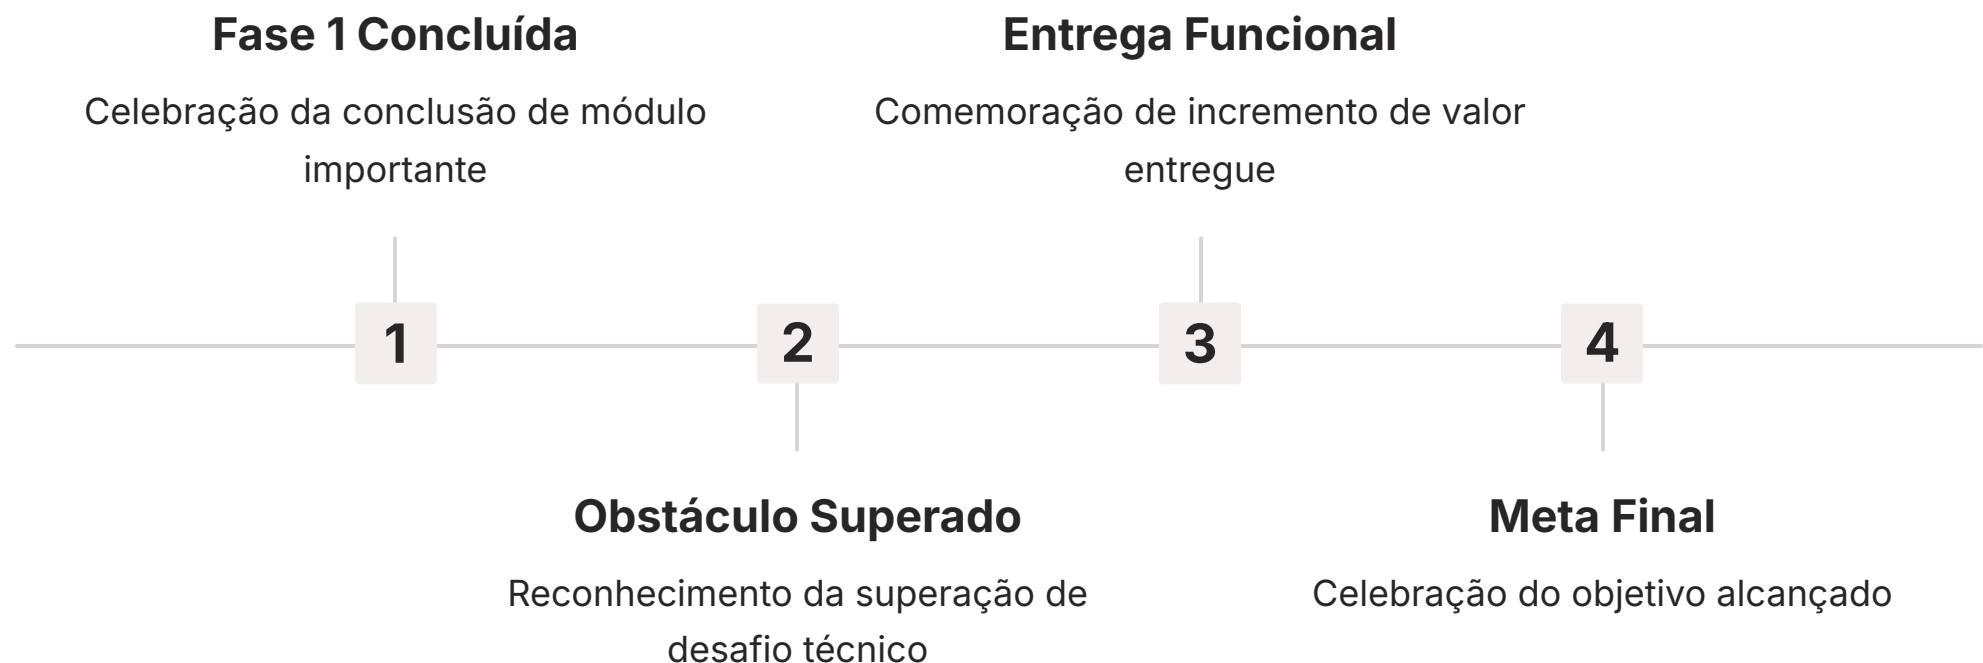 Fase 1 Concluída
Celebração da conclusão de módulo
importante
Entrega Funcional
Comemoração de incremento de valor
entregue
1
2
3
4
Obstáculo Superado
Reconhecimento da superação de
desafio técnico
Meta Final
Celebração do objetivo alcançado